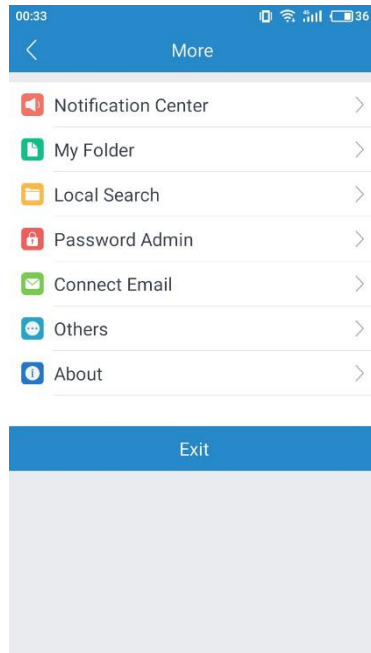 00:33 36
More
Notification Center
My Folder
Local Search
Password Admin
Connect Email
Others
About
Exit